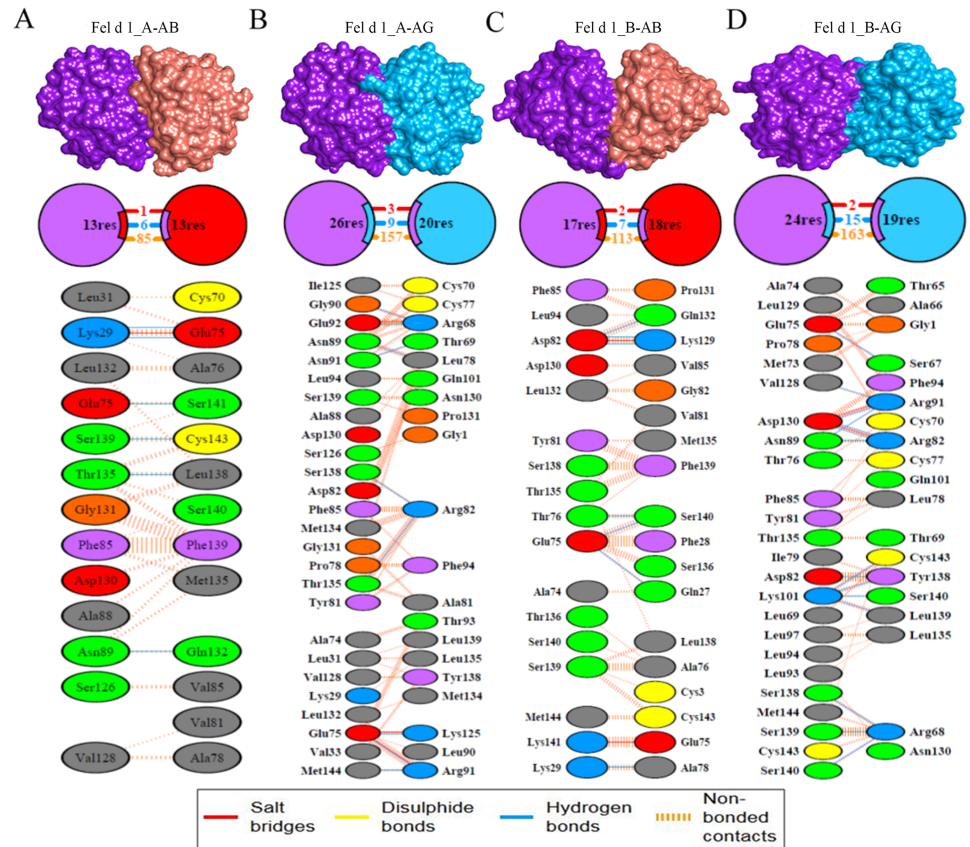 A
Fel d 1_A-AB
B
Fel d 1_A-AG
C
Fel d 1_B-AB
D
Fel d 1_B-AG
13res
1
6
85
13res
26res
3
9
157
20res
17res
2
7
113
18res
24res
2
15
163
19res
Leu31
Lys29
Leu132
Glu75
Ser139
Thr135
Gly131
Phe85
Asp130
Ala88
Asn89
Ser126
Val128
Cys70
Glu75
Ala76
Ser141
Cys143
Leu138
Ser140
Phe139
Met135
Gln132
Val85
Val81
Ala78
Ile125
Gly90
Glu92
Asn89
Asn91
Leu94
Ser139
Ala88
Asp130
Ser126
Ser138
Asp82
Phe85
Met134
Gly131
Pro78
Thr135
Tyr81
Ala74
Leu31
Val128
Lys29
Leu132
Glu75
Val33
Met144
Cys70
Cys77
Arg68
Thr69
Leu78
Gln101
Asn130
Pro131
Gly1
Arg82
Phe94
Ala81
Thr93
Leu139
Leu135
Tyr138
Met134
Lys125
Leu90
Arg91
Phe85
Leu94
Asp82
Asp130
Leu132
Tyr81
Ser138
Thr135
Thr76
Glu75
Ala74
Thr136
Ser140
Ser139
Met144
Lys141
Lys29
Pro131
Gln132
Lys129
Val85
Gly82
Val81
Met135
Phe139
Ser140
Phe28
Ser136
Gln27
Leu138
Ala76
Cys3
Cys143
Glu75
Ala78
Ala74
Leu129
Glu75
Pro78
Met73
Val128
Asp130
Asn89
Thr76
Phe85
Tyr81
Thr135
Ile79
Asp82
Lys101
Leu69
Leu97
Leu94
Leu93
Ser138
Met144
Ser139
Cys143
Ser140
Thr65
Ala66
Gly1
Ser67
Phe94
Arg91
Cys70
Arg82
Cys77
Gln101
Leu78
Thr69
Cys143
Tyr138
Ser140
Leu139
Leu135
Arg68
Asn130
Salt
bridges
Disulphide
bonds
Hydrogen
bonds
Non-
bonded
contacts